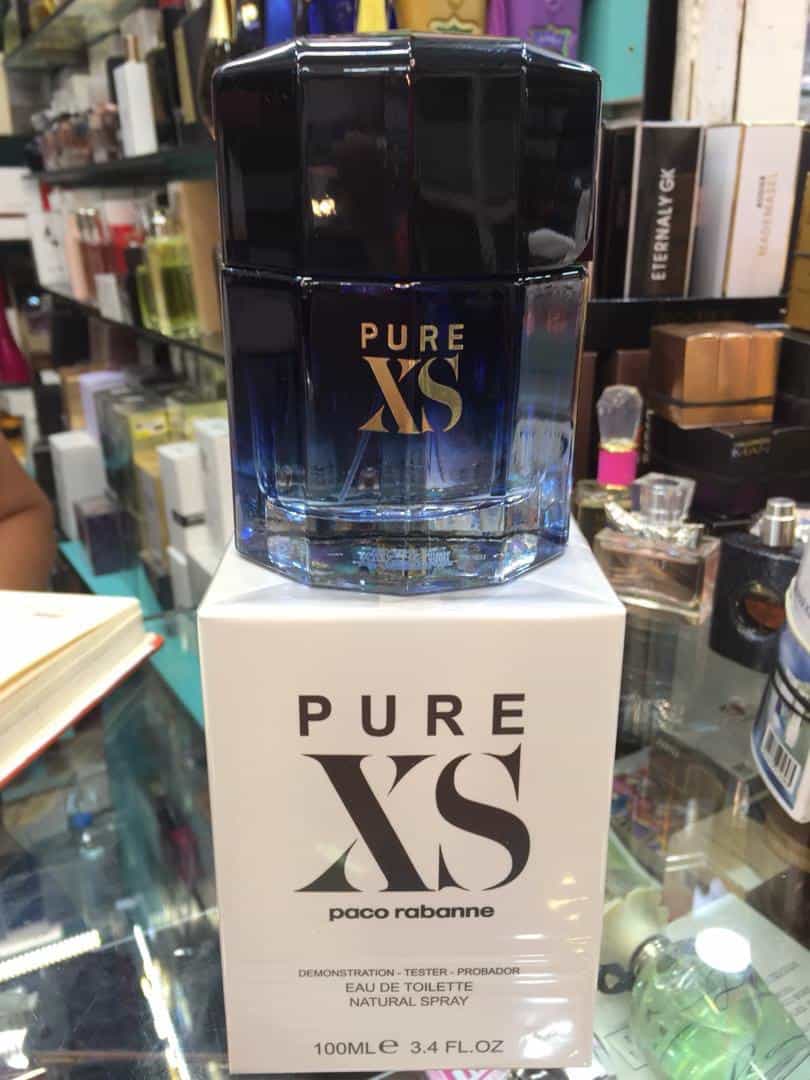 ETERNALY GK
MADEMASEL
PURE
XS
PURE
XS
paco rabanne
DEMONSTRATION - TESTER - PROBADOR
EAU DE TOILETTE
NATURAL SPRAY
100ML e 3.4 FL.OZ